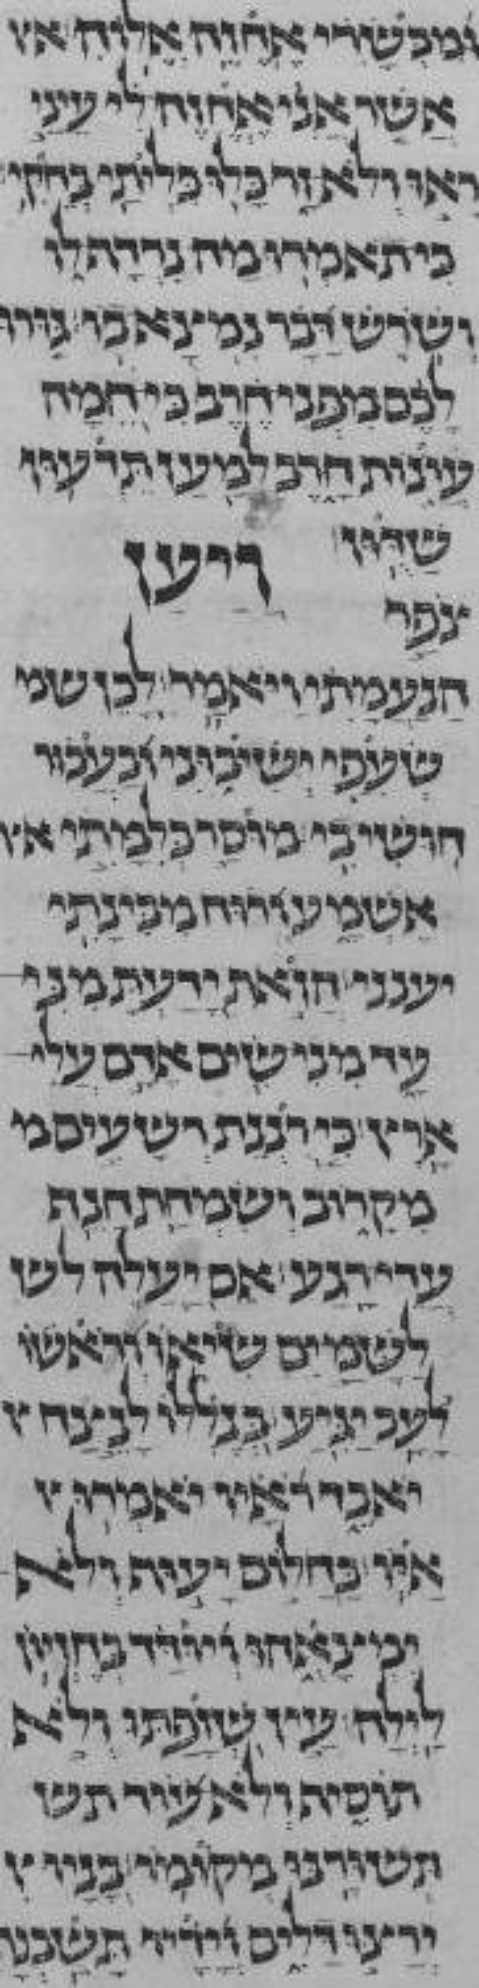 ומבשרי אחזה אלוה אש
אשר אני אחזה לי עיני
ראו ולא זר כלו כליתי בחקי
כי תאמרו מה נרדף לו
ושרש דבר נמצא בי גורו
לכם מפני חרב כי חמה
עונות חרב למען תדעון
שדון ויען
צפר
הנעמתי ויאמר לכן שע
שעפי ישיבוני ובעבור
חושי בי מוסר כלמתי אש
אשמע ורוח מבינתי
יענני הזאת ידעת מני
עד מני שים אדם עלי
ארץ כי רננת רשעים מ
מקרוב ושמחת חנף
עדי רגע אם יעלה לש
לשמים שיאו וראשו
לעב יגיע כגללו לנצח י
יאבד ראיו יאמרו א
איו כחלום יעוף ולא
ימצאהו וידד כחזיון
לילה עין שזפתו ולא
תוסיף ולא עוד תש
תשורנו מקומו בניו י
ירצו דלים וידיו תשבנה